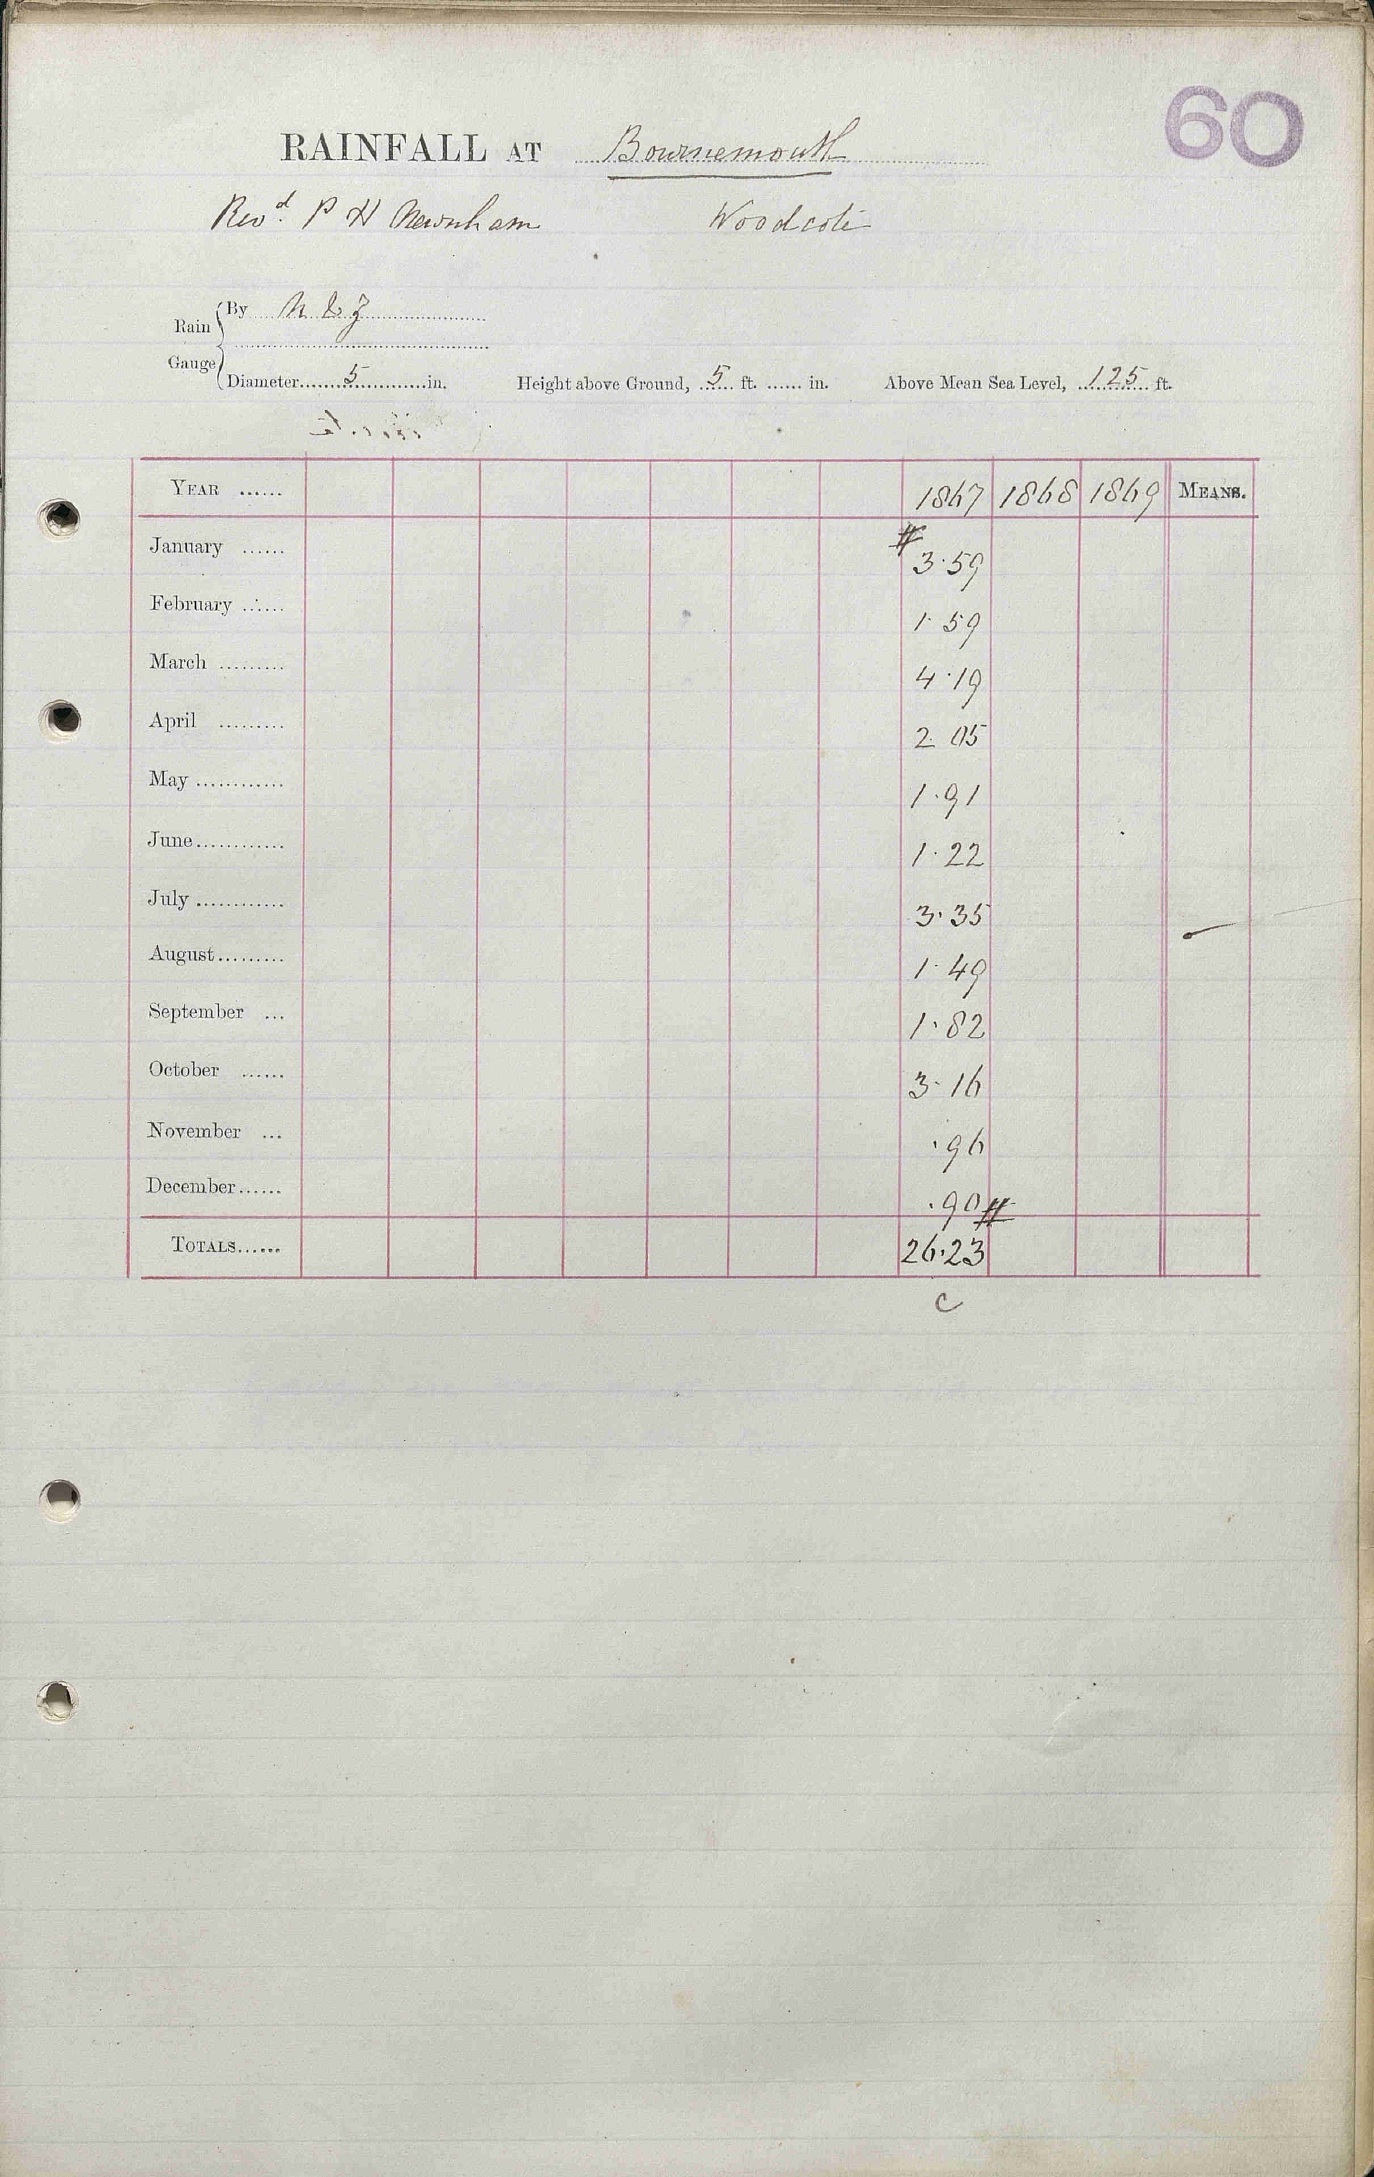 60
RAINFALL AT Bournemouth
Revd. P H Newnham Woodcote
Rain Gauge
By N & Z
Diameter 5 in. Height above Ground, 5 ft. ...... in. Above Mean Sea Level, 125 ft.
YEAR ...... 1867 1868 1869 MEANS.
January ...... # 3.59
February ...... 1.59
March ......... 4.19
April ......... 2.05
May ............ 1.91
June ............ 1.22
July ............ 3.35
August ......... 1.49
September ... 1.82
October ...... 3.16
November ... .96
December ...... .90 #
TOTALS ...... 26.23
C